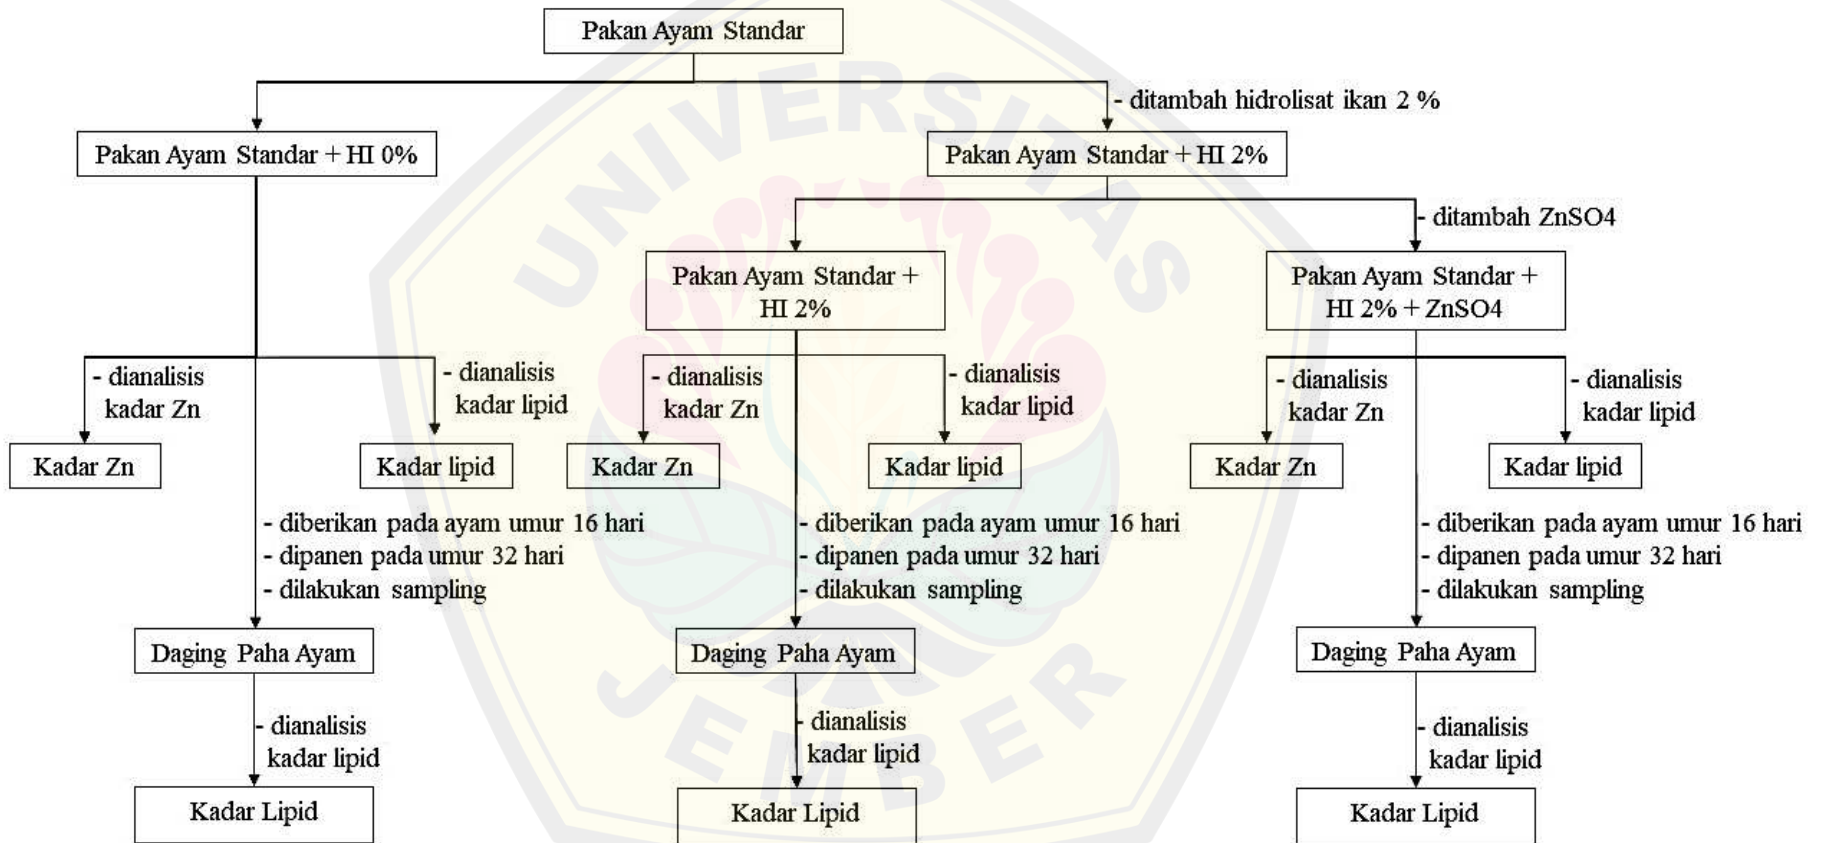 Pakan Ayam Standar
- ditambah hidrolisat ikan 2 %
Pakan Ayam Standar + HI 0%
Pakan Ayam Standar + HI 2%
- ditambah ZnSO4
Pakan Ayam Standar +
HI 2%
Pakan Ayam Standar +
HI 2% + ZnSO4
- dianalisis
kadar Zn
- dianalisis
kadar lipid
- dianalisis
kadar Zn
- dianalisis
kadar lipid
- dianalisis
kadar Zn
- dianalisis
kadar lipid
Kadar Zn
Kadar lipid
Kadar Zn
Kadar lipid
Kadar Zn
Kadar lipid
- diberikan pada ayam umur 16 hari
- dipanen pada umur 32 hari
- dilakukan sampling
- diberikan pada ayam umur 16 hari
- dipanen pada umur 32 hari
- dilakukan sampling
- diberikan pada ayam umur 16 hari
- dipanen pada umur 32 hari
- dilakukan sampling
Daging Paha Ayam
Daging Paha Ayam
Daging Paha Ayam
- dianalisis
kadar lipid
- dianalisis
kadar lipid
- dianalisis
kadar lipid
Kadar Lipid
Kadar Lipid
Kadar Lipid
UNIVERSITAS
JEMBER